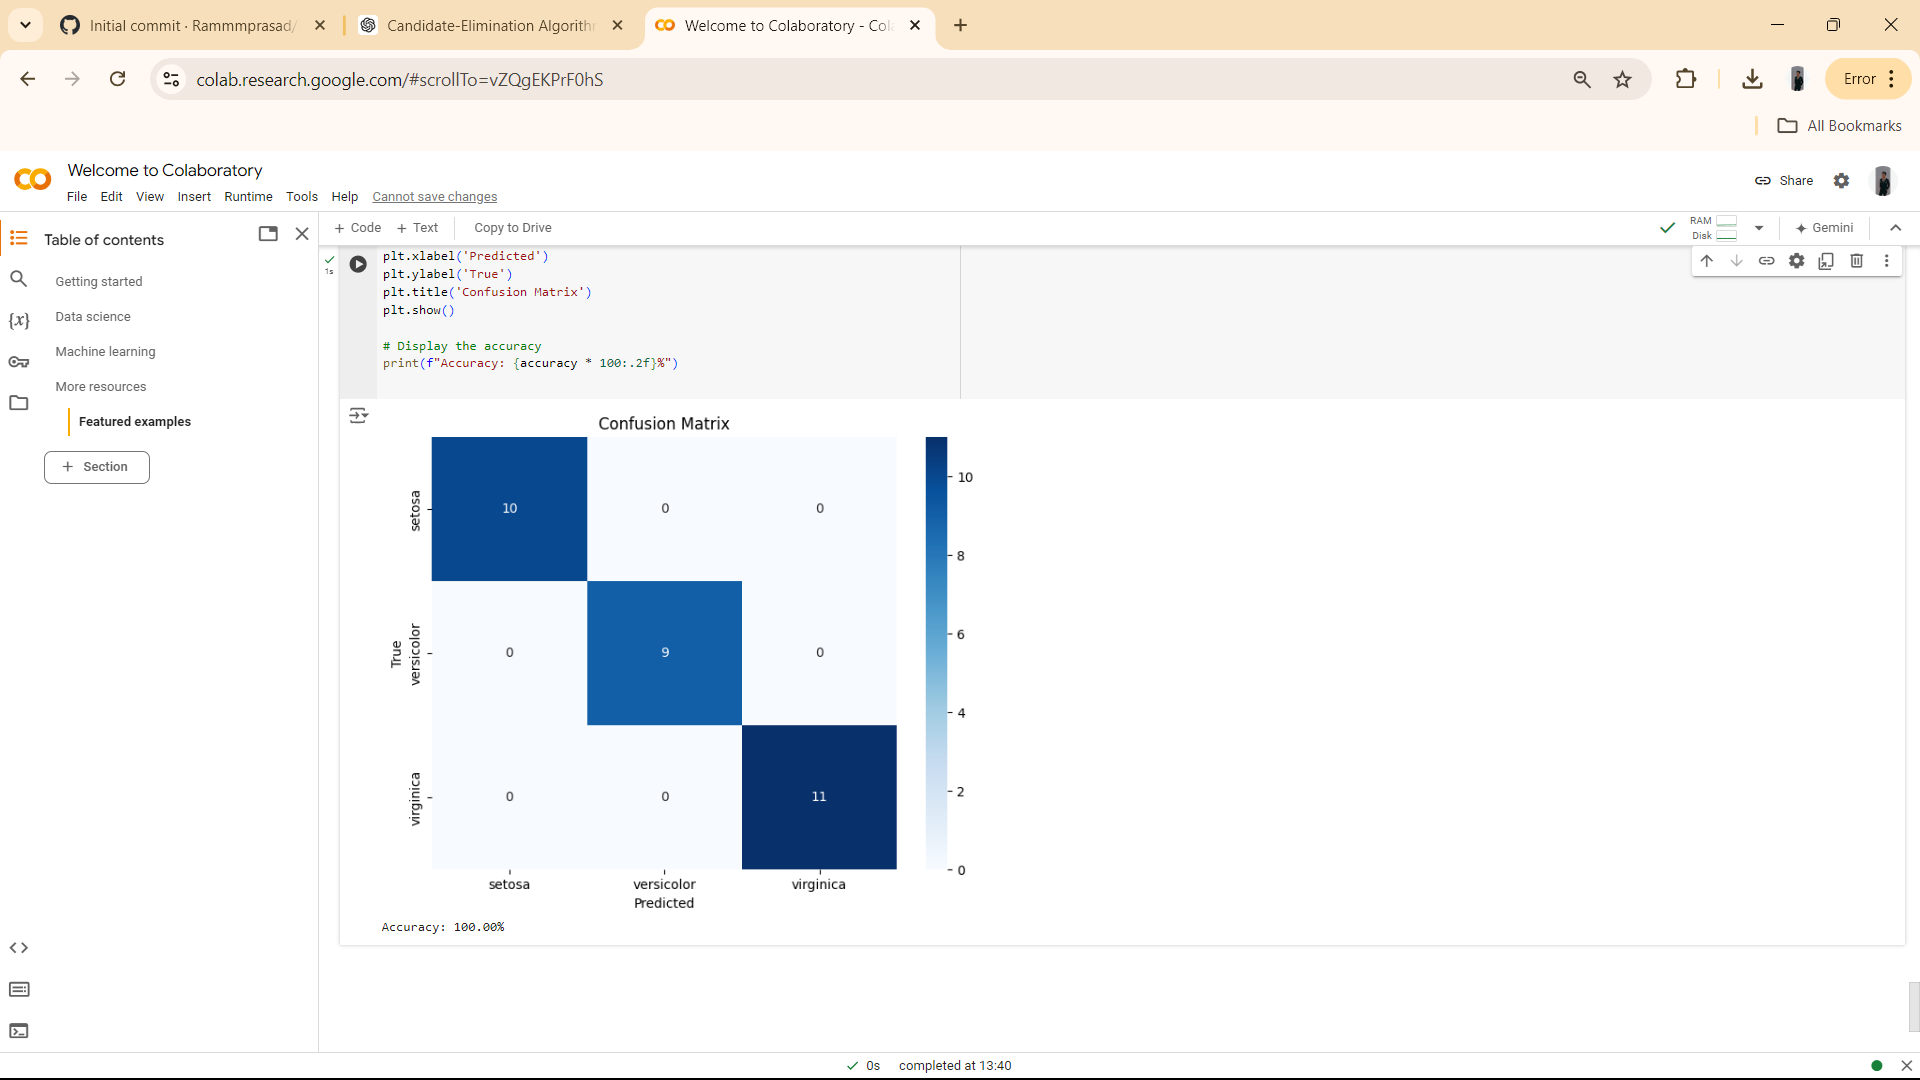 Initial commit · Rammmprasad/
Candidate-Elimination Algorith
Welcome to Colaboratory - Col
colab.research.google.com/#scrollTo=vZQgEKPrF0hS
Error
All Bookmarks
Welcome to Colaboratory
File Edit View Insert Runtime Tools Help Cannot save changes
Share
Table of contents
+ Code + Text Copy to Drive
RAM
Disk
Gemini
Getting started
Data science
Machine learning
More resources
Featured examples
+ Section
{x}
1s
plt.xlabel('Predicted')
plt.ylabel('True')
plt.title('Confusion Matrix')
plt.show()
# Display the accuracy
print(f"Accuracy: {accuracy * 100:.2f}%")
Confusion Matrix
setosa 10 0 0
True
versicolor 0 9 0
virginica 0 0 11
setosa versicolor virginica
Predicted
10
8
6
4
2
0
Accuracy: 100.00%
0s completed at 13:40